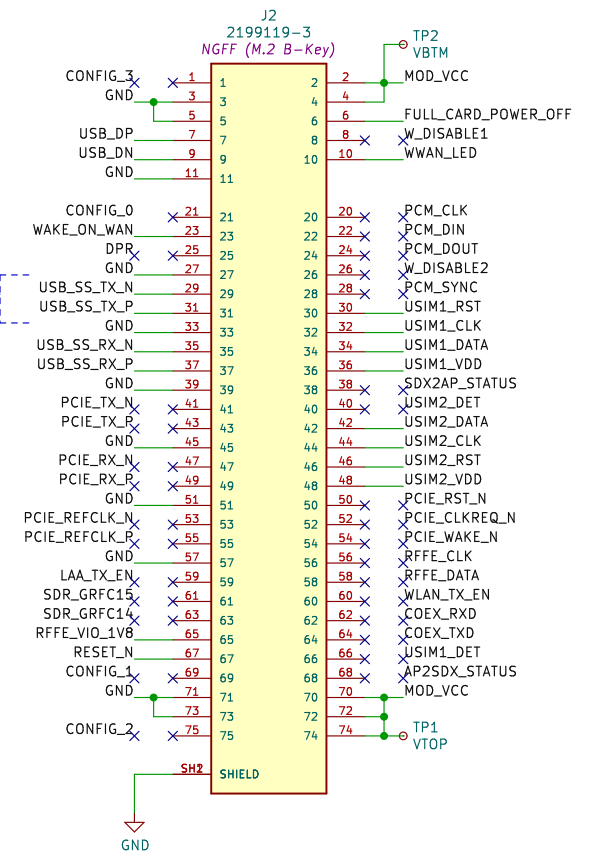 J2
2199119-3
NGFF (M.2 B-Key)
TP2
VBTM
CONFIG_3 1 1 2 2 MOD_VCC
GND 3 3 4 4
5 5 6 6 FULL_CARD_POWER_OFF
USB_DP 7 7 8 8 W_DISABLE1
USB_DN 9 9 10 10 WWAN_LED
GND 11 11
CONFIG_0 21 21 20 20 PCM_CLK
WAKE_ON_WAN 23 23 22 22 PCM_DIN
DPR 25 25 24 24 PCM_DOUT
GND 27 27 26 26 W_DISABLE2
USB_SS_TX_N 29 29 28 28 PCM_SYNC
USB_SS_TX_P 31 31 30 30 USIM1_RST
GND 33 33 32 32 USIM1_CLK
USB_SS_RX_N 35 35 34 34 USIM1_DATA
USB_SS_RX_P 37 37 36 36 USIM1_VDD
GND 39 39 38 38 SDX2AP_STATUS
PCIE_TX_N 41 41 40 40 USIM2_DET
PCIE_TX_P 43 43 42 42 USIM2_DATA
GND 45 45 44 44 USIM2_CLK
PCIE_RX_N 47 47 46 46 USIM2_RST
PCIE_RX_P 49 49 48 48 USIM2_VDD
GND 51 51 50 50 PCIE_RST_N
PCIE_REFCLK_N 53 53 52 52 PCIE_CLKREQ_N
PCIE_REFCLK_P 55 55 54 54 PCIE_WAKE_N
GND 57 57 56 56 RFFE_CLK
LAA_TX_EN 59 59 58 58 RFFE_DATA
SDR_GRFC15 61 61 60 60 WLAN_TX_EN
SDR_GRFC14 63 63 62 62 COEX_RXD
RFFE_VIO_1V8 65 65 64 64 COEX_TXD
RESET_N 67 67 66 66 USIM1_DET
CONFIG_1 69 69 68 68 AP2SDX_STATUS
GND 71 71 70 70 MOD_VCC
73 73 72 72
CONFIG_2 75 75 74 74 TP1
VTOP
SHIELD
GND